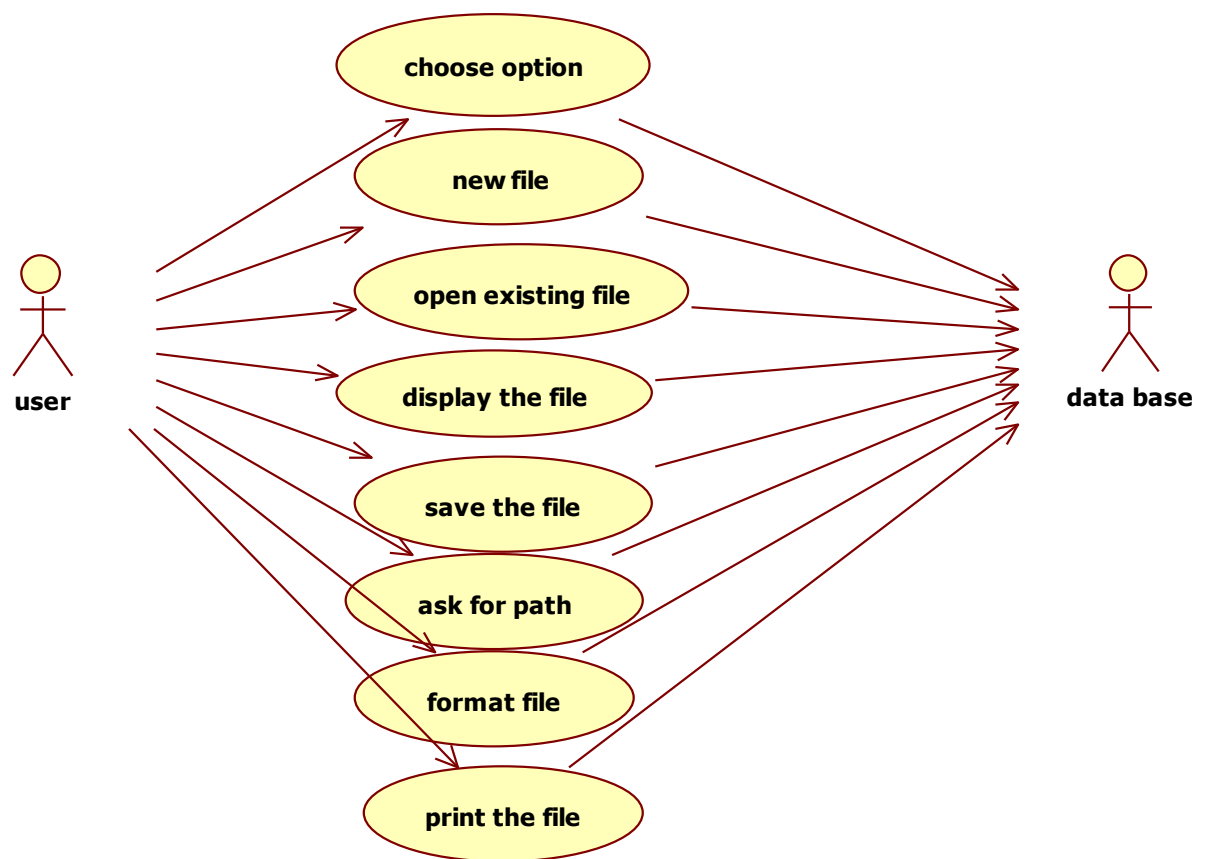 choose option
new file
open existing file
display the file
user
data base
save the file
ask for path
format file
print the file